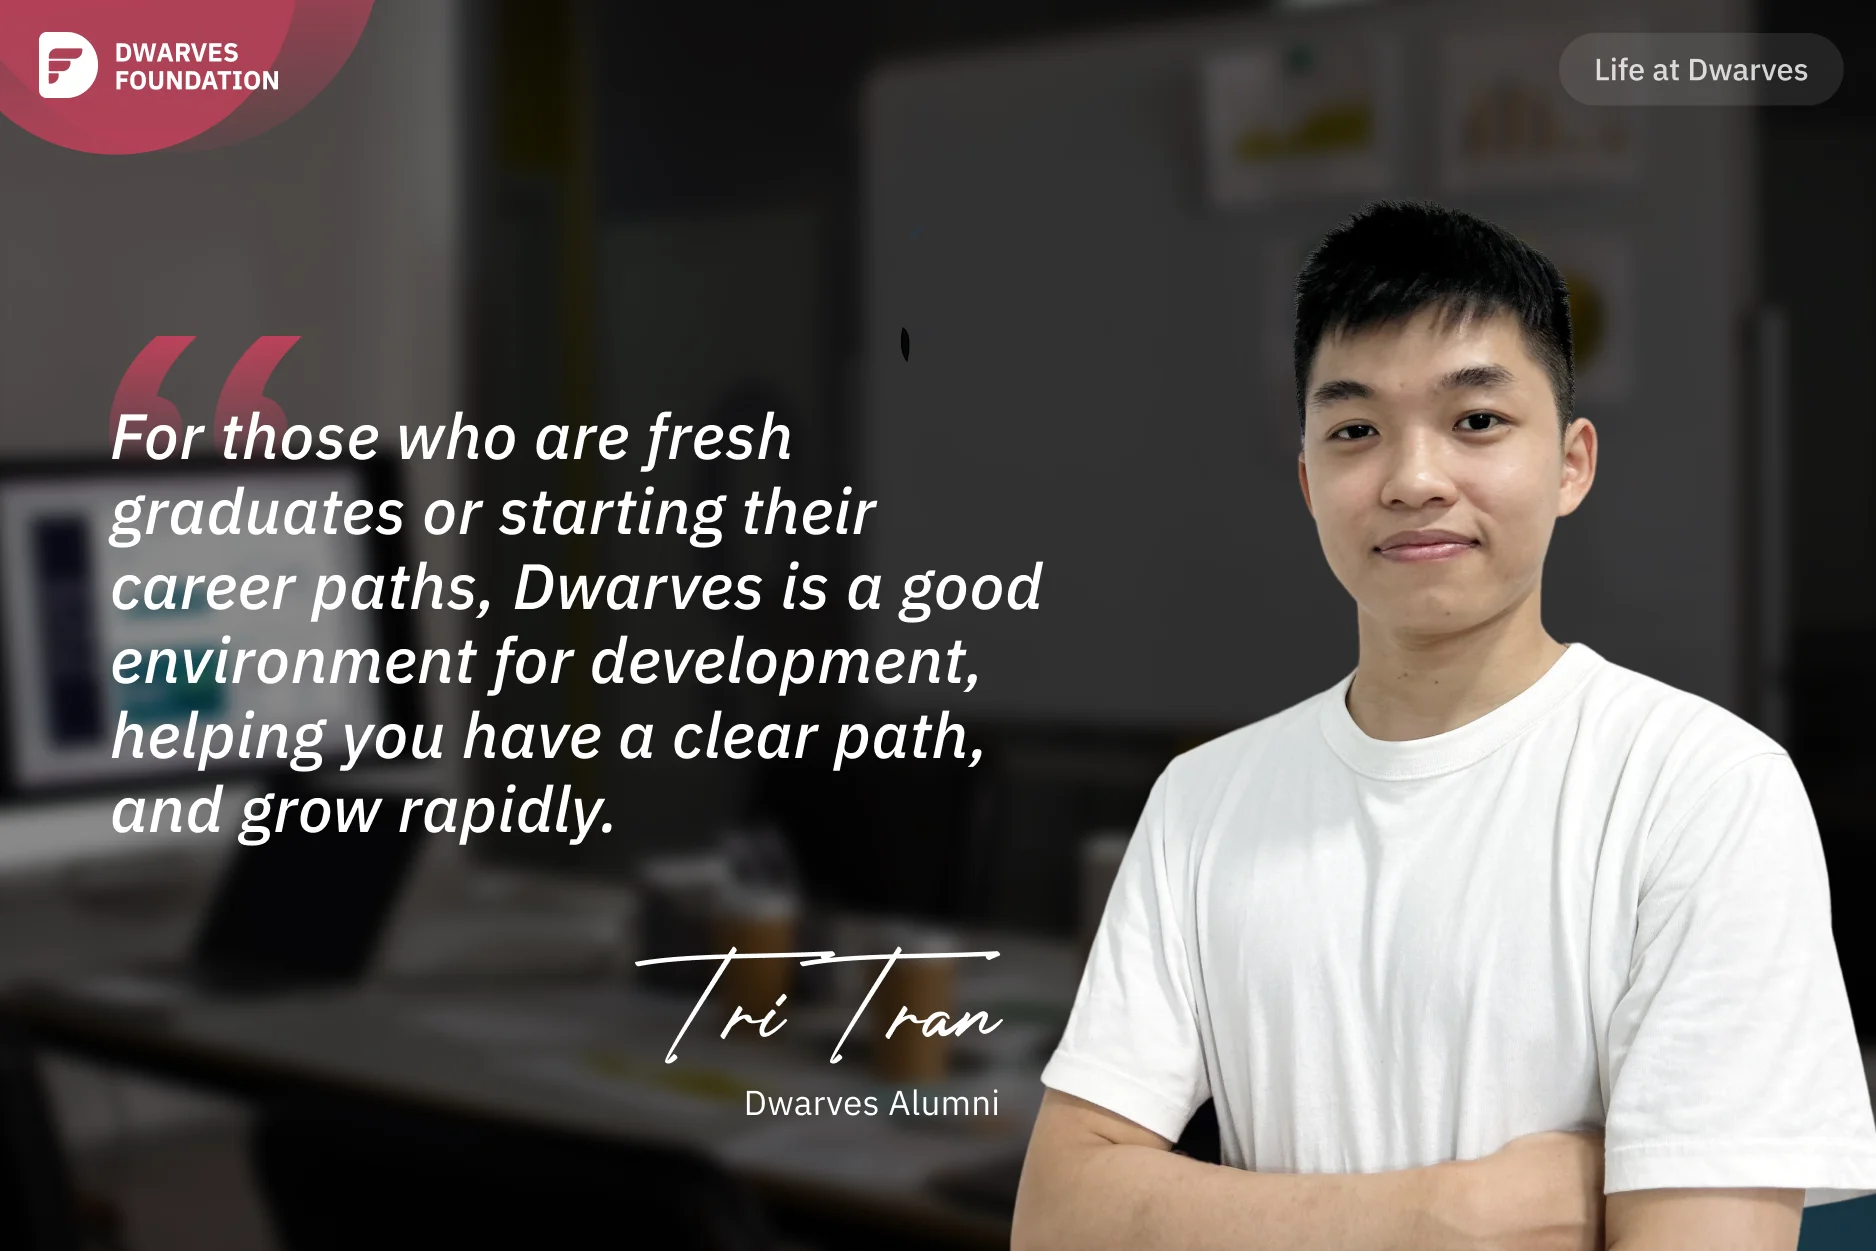 DWARVES
FOUNDATION
Life at Dwarves
For those who are fresh
graduates or starting their
career paths, Dwarves is a good
environment for development,
helping you have a clear path,
and grow rapidly.
Tri Tran
Dwarves Alumni